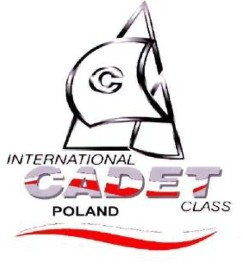 C
INTERNATIONAL
CADET
POLAND CLASS